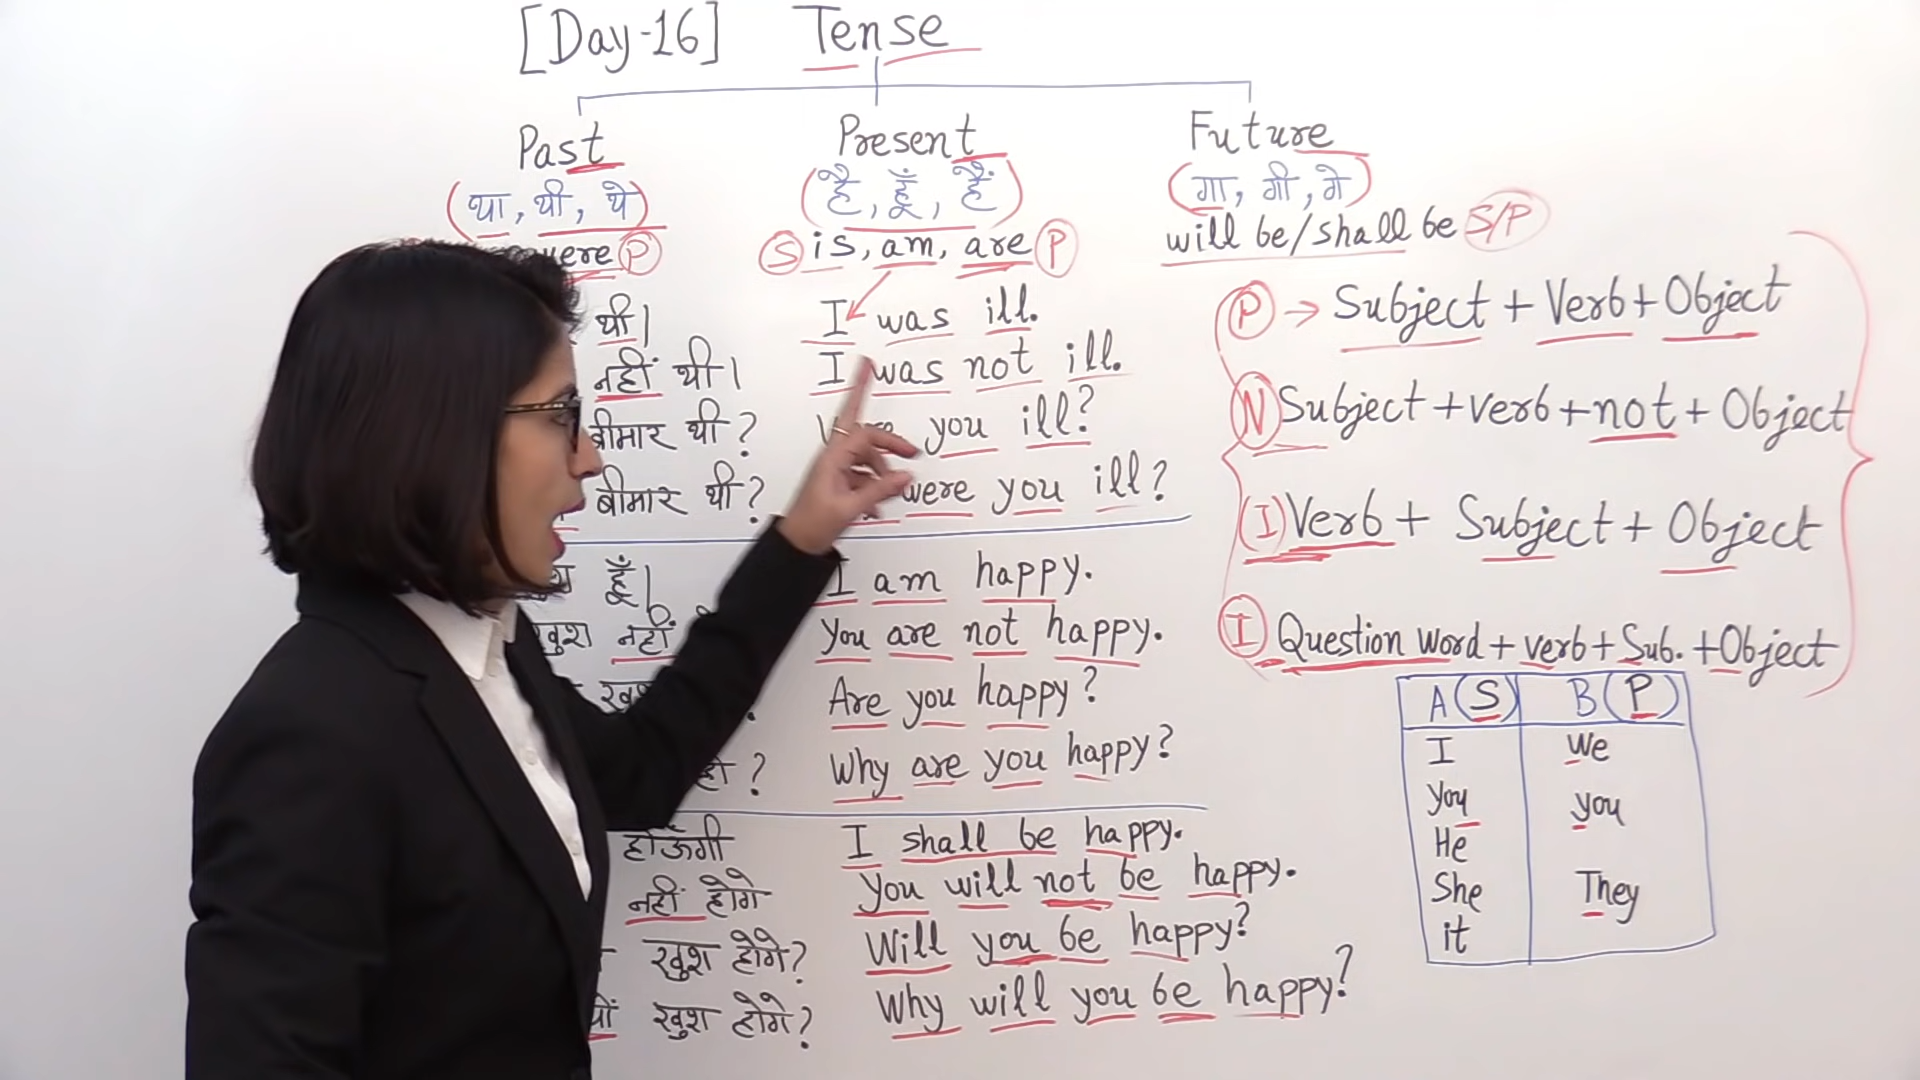 [Day-16] Tense
Past Present Future
(था, थी, थे) (है, हूँ, हैं) (गा, गी, गे)
ere (P) (S) is, am, are (P) will be/shall be (S/P)
थी। I was ill.
नहीं थी। I was not ill.
बीमार थी? you ill?
बीमार थी? were you ill?
हूँ। I am happy.
खुश नहीं You are not happy.
Are you happy?
हो? Why are you happy?
होऊँगी I shall be happy.
नहीं होगे You will not be happy.
खुश होगे? Will you be happy?
खुश होगे? Why will you be happy?
(P) → Subject + Verb + Object
(N) Subject + verb + not + Object
(I) Verb + Subject + Object
(I) Question word + verb + Sub. + Object
A (S) B (P)
I We
you you
He
She They
it